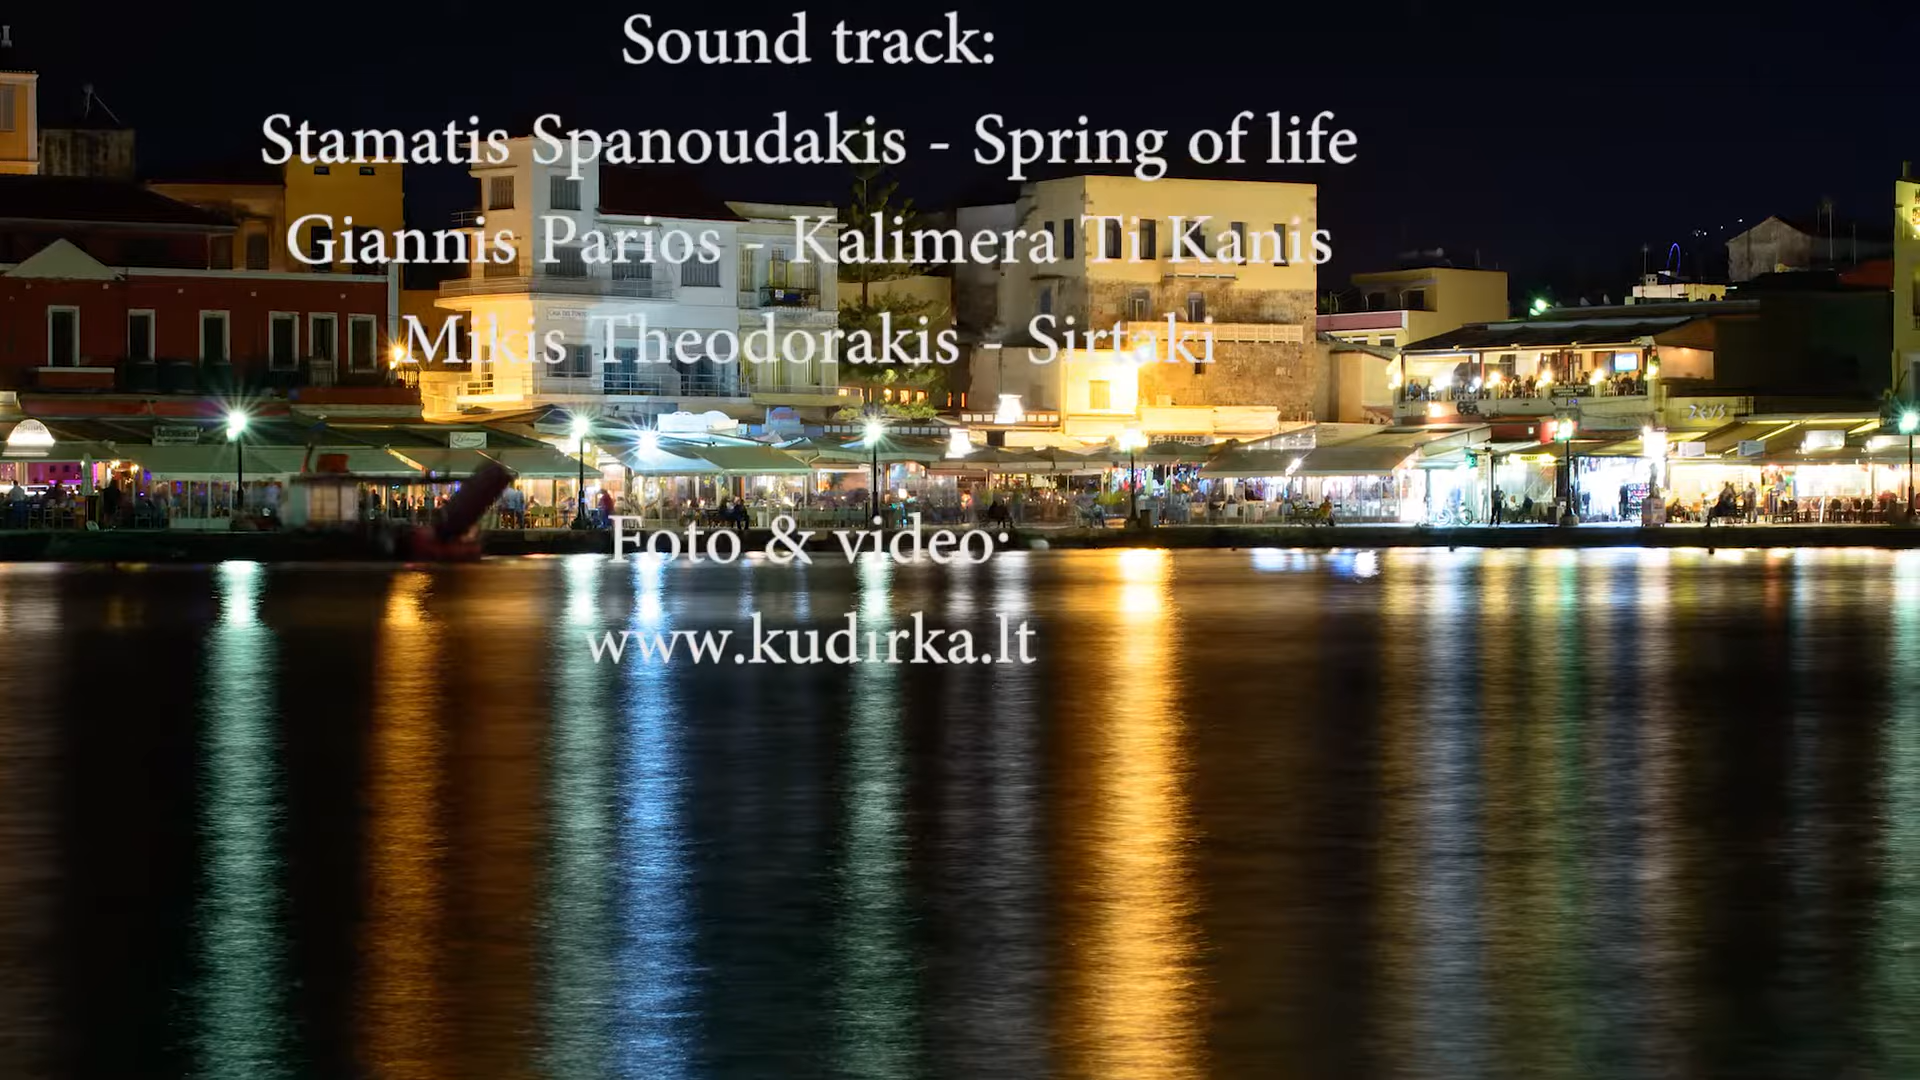 Sound track:
Stamatis Spanoudakis - Spring of life
Giannis Parios - Kalimera Ti Kanis
Mikis Theodorakis - Sirtaki
Foto & video:
www.kudirka.lt
ZEYS